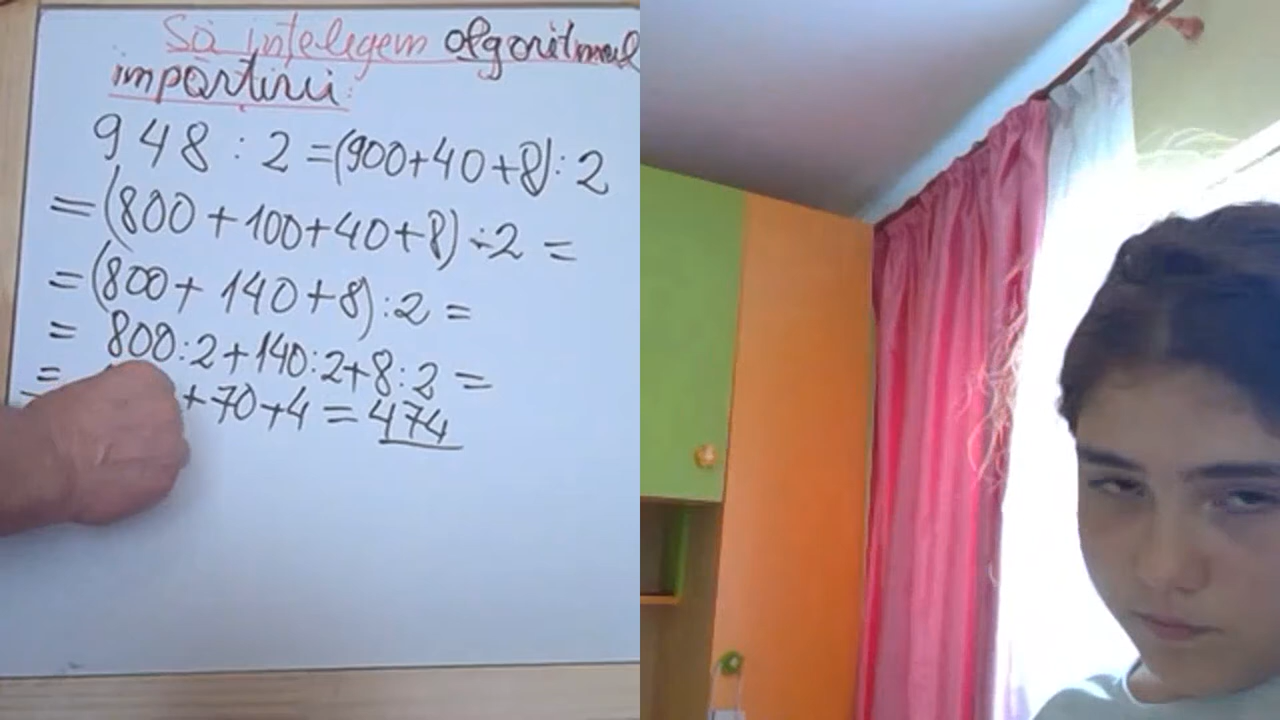 Să înțelegem algoritmul
împărțirii:
948 : 2 = (900+40+8) : 2
= (800 + 100+40+8) : 2 =
= (800 + 140 +8) : 2 =
= 800:2 + 140:2+8:2 =
= +70+4 = 474